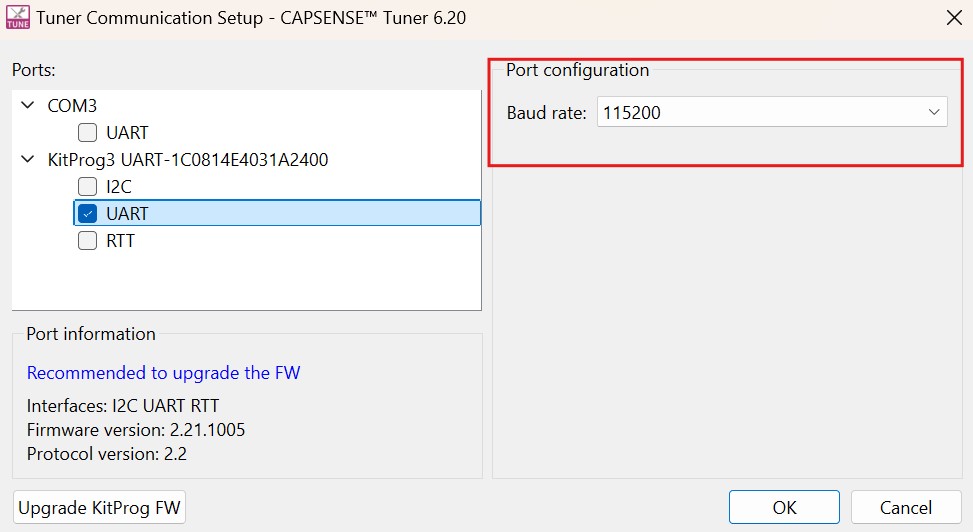 TUNE
Tuner Communication Setup - CAPSENSE™ Tuner 6.20
Ports:
COM3
UART
KitProg3 UART-1C0814E4031A2400
I2C
UART
RTT
Port configuration
Baud rate: 115200
Port information
Recommended to upgrade the FW
Interfaces: I2C UART RTT
Firmware version: 2.21.1005
Protocol version: 2.2
Upgrade KitProg FW
OK
Cancel